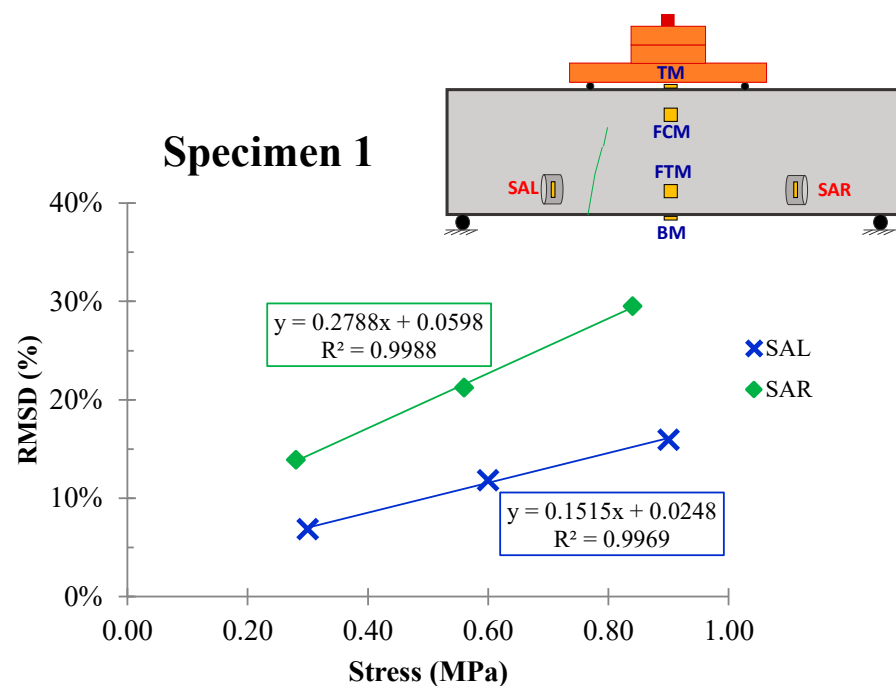 TM
FCM
Specimen 1
FTM
SAL
SAR
BM
40%
30%
20%
10%
0%
RMSD (%)
y = 0.2788x + 0.0598
R² = 0.9988
y = 0.1515x + 0.0248
R² = 0.9969
SAL
SAR
0.00
0.20
0.40
0.60
0.80
1.00
Stress (MPa)